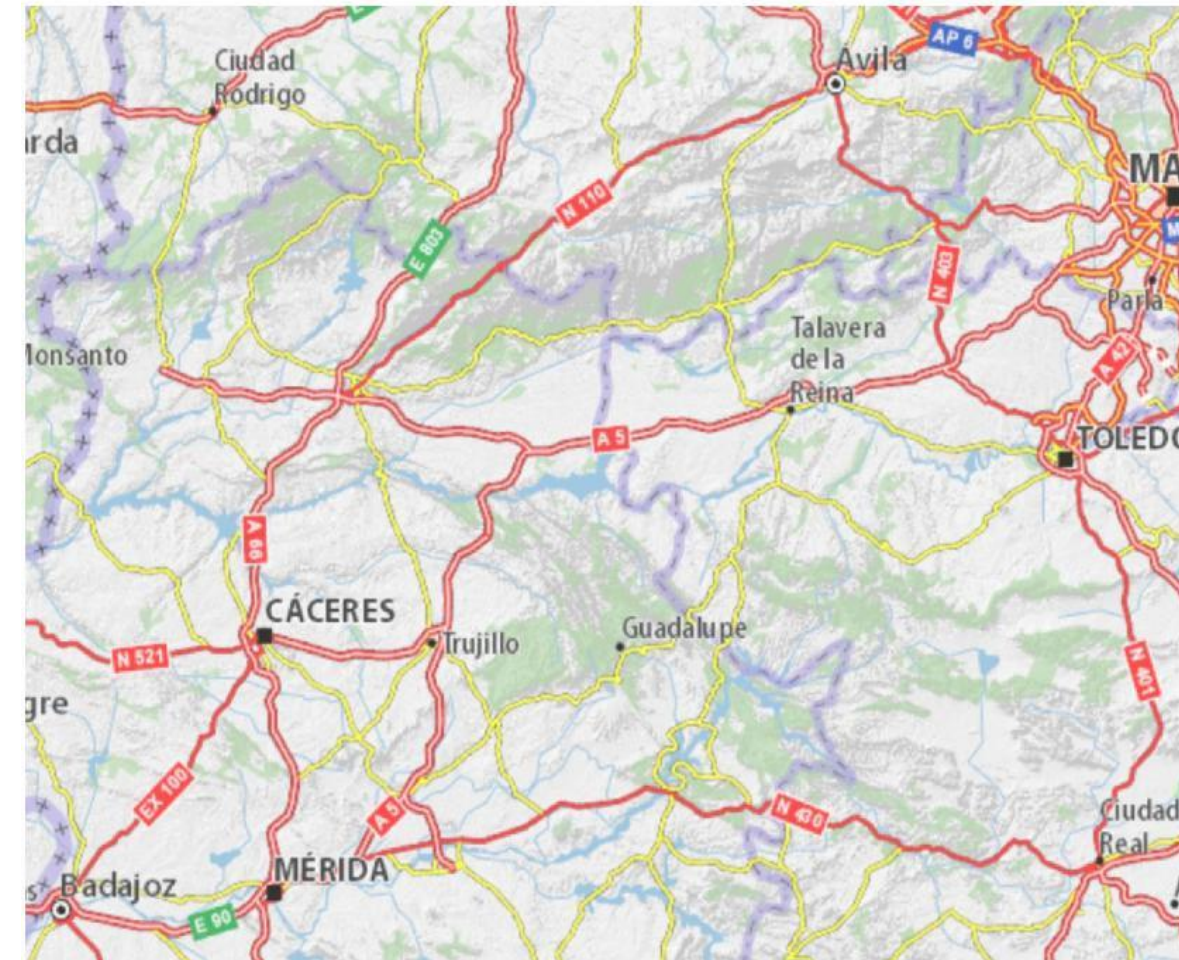 Ciudad
Rodrigo
AP 6
Ávila
rda
MA
N 110
E 803
N 403
M
Parla
Talavera
de la
Reina
Monsanto
A 42
A 5
TOLEDO
A 66
CÁCERES
Trujillo
Guadalupe
N 521
N 401
gre
EX 100
A 5
N 430
Ciudad
Real
MÉRIDA
s
Badajoz
E 90